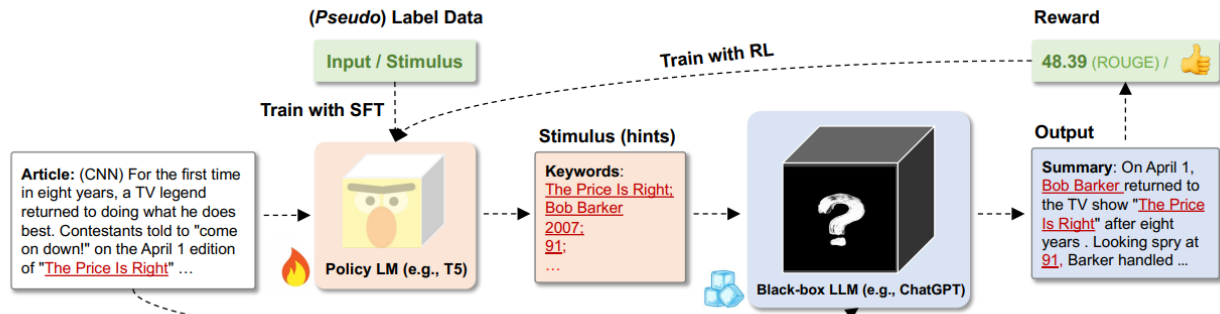 (Pseudo) Label Data
Reward
Input / Stimulus
Train with RL
48.39 (ROUGE) /
Train with SFT
Stimulus (hints)
Output
Article: (CNN) For the first time
in eight years, a TV legend
returned to doing what he does
best. Contestants told to "come
on down!" on the April 1 edition
of "The Price Is Right" …
Policy LM (e.g., T5)
Keywords:
The Price Is Right;
Bob Barker
2007;
91;
…
?
Black-box LLM (e.g., ChatGPT)
Summary: On April 1,
Bob Barker returned to
the TV show "The Price
Is Right" after eight
years . Looking spry at
91, Barker handled ...